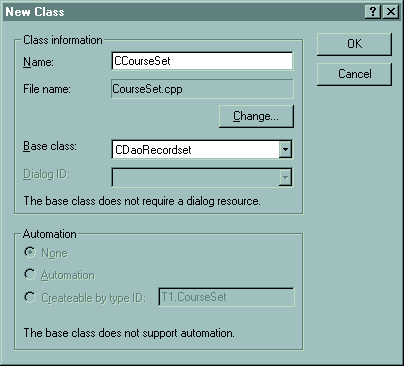 New Class
Class information
Name:
CCourseSet
OK
File name:
CourseSet.cpp
Cancel
Change...
Base class:
CDaoRecordset
Dialog ID:
The base class does not require a dialog resource.
Automation
None
Automation
Createable by type ID:
T1.CourseSet
The base class does not support automation.